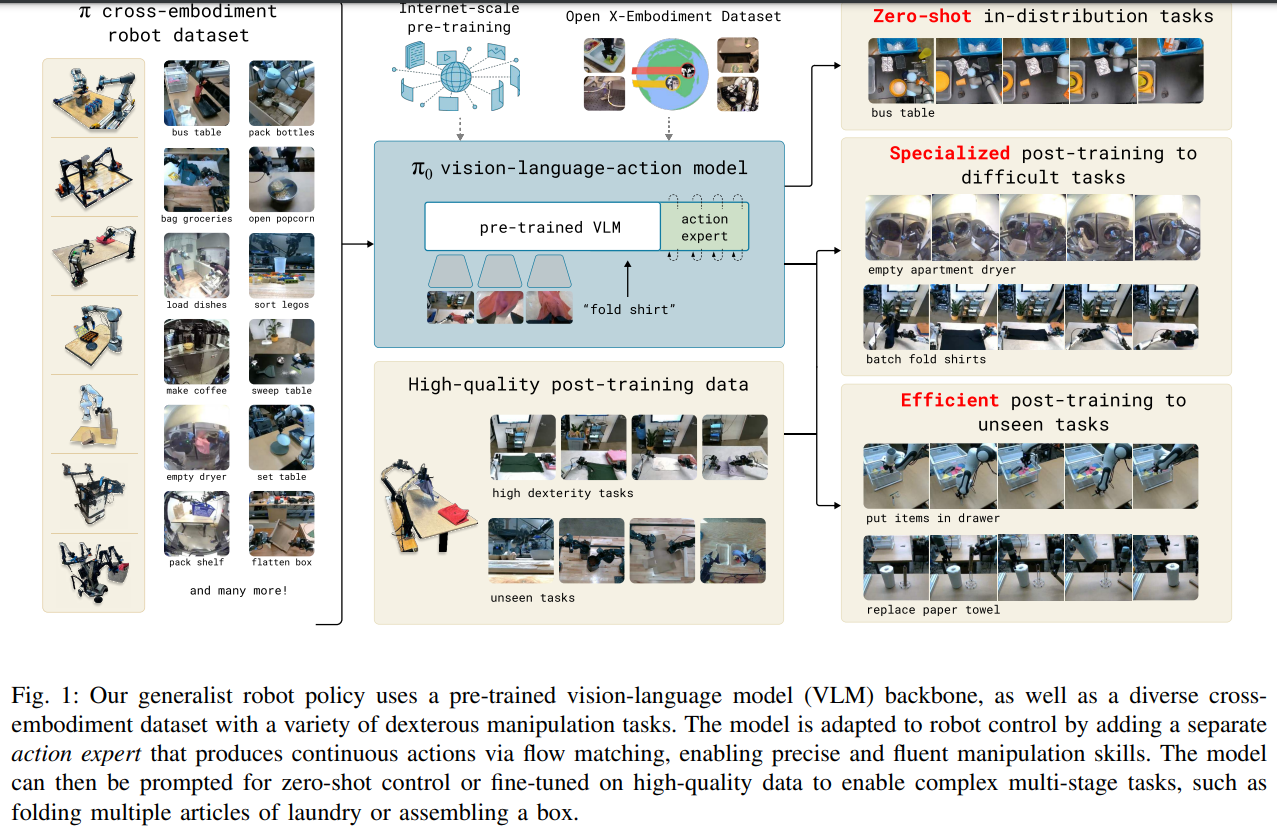 π cross-embodiment
robot dataset
bus table
pack bottles
bag groceries
open popcorn
load dishes
sort legos
make coffee
sweep table
empty dryer
set table
pack shelf
flatten box
and many more!
Internet-scale
pre-training
Open X-Embodiment Dataset
π0 vision-language-action model
pre-trained VLM
action
expert
"fold shirt"
High-quality post-training data
high dexterity tasks
unseen tasks
Zero-shot in-distribution tasks
bus table
Specialized post-training to
difficult tasks
empty apartment dryer
batch fold shirts
Efficient post-training to
unseen tasks
put items in drawer
replace paper towel
Fig. 1: Our generalist robot policy uses a pre-trained vision-language model (VLM) backbone, as well as a diverse cross-
embodiment dataset with a variety of dexterous manipulation tasks. The model is adapted to robot control by adding a separate
action expert that produces continuous actions via flow matching, enabling precise and fluent manipulation skills. The model
can then be prompted for zero-shot control or fine-tuned on high-quality data to enable complex multi-stage tasks, such as
folding multiple articles of laundry or assembling a box.